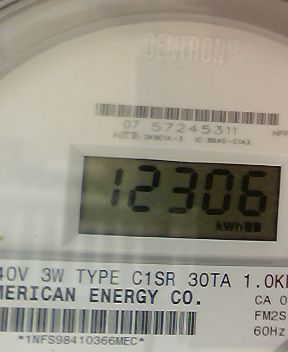 CENTRON®
07 57245311
12306
kWh
40V 3W TYPE C1SR 30TA 1.0K
MERICAN ENERGY CO. CA 0
FM2S
60Hz
*1NFS98410366MEC*